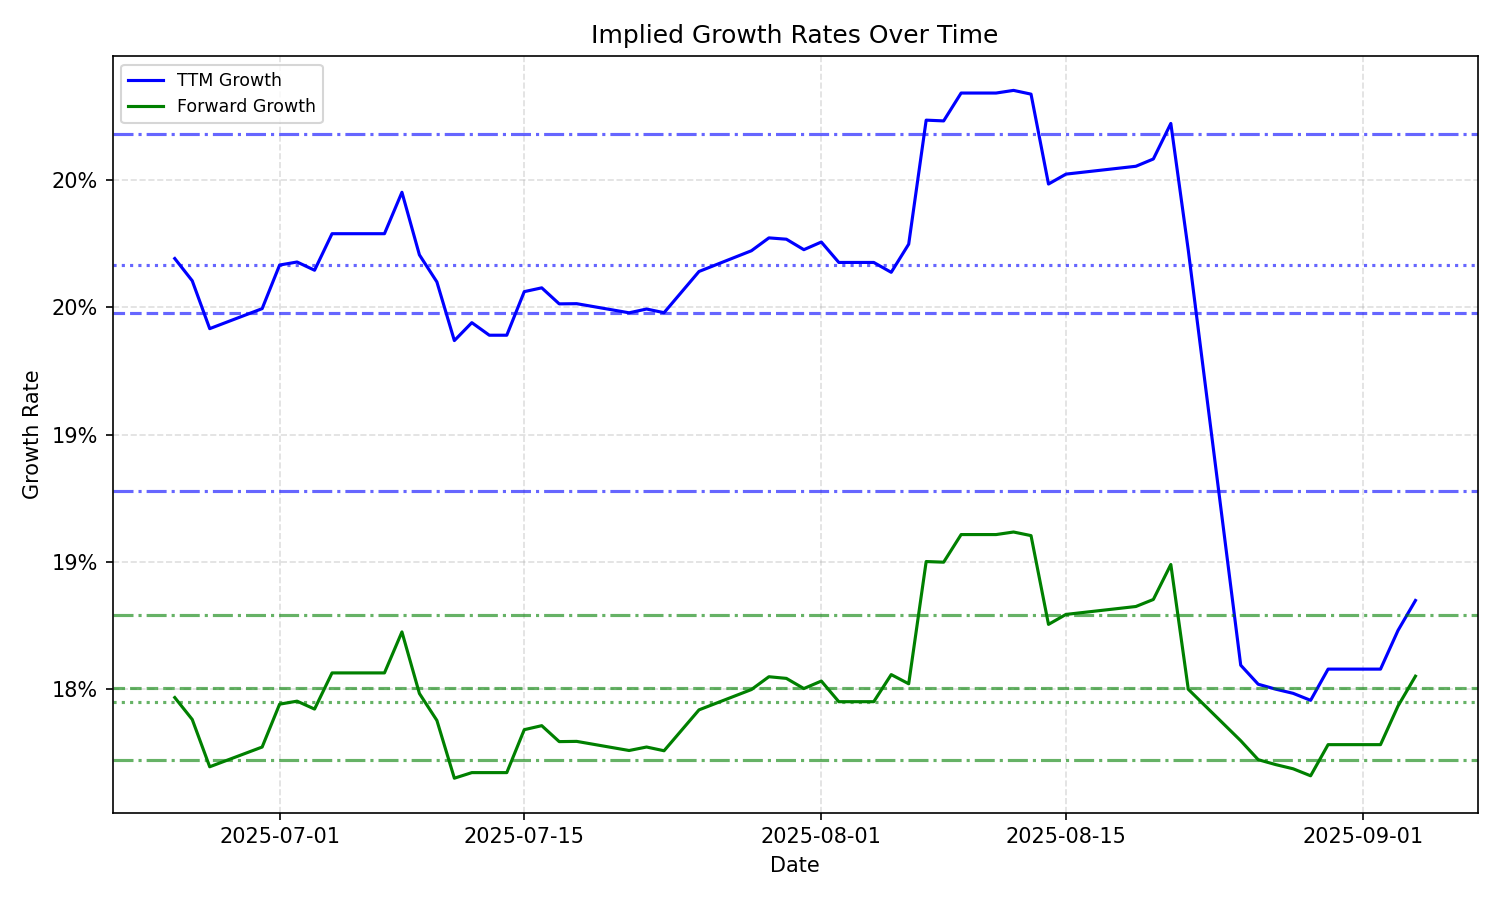 Implied Growth Rates Over Time
TTM Growth
Forward Growth
20%
20%
19%
19%
18%
Growth Rate
2025-07-01
2025-07-15
2025-08-01
2025-08-15
2025-09-01
Date